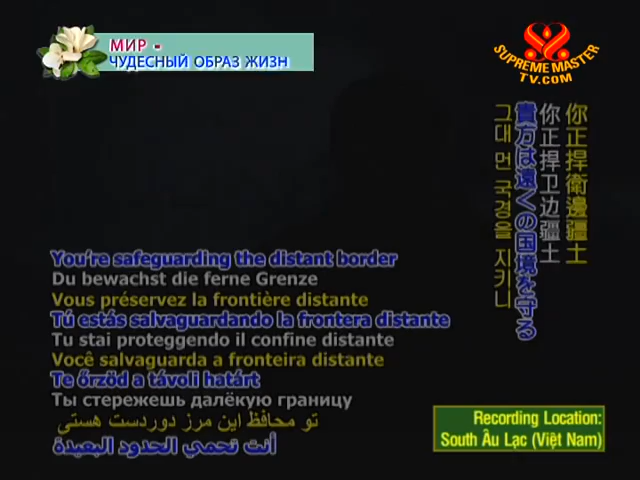 МИР -
ЧУДЕСНЫЙ ОБРАЗ ЖИЗН
SUPREME MASTER
TV.COM
你正捍衛邊疆土
你正捍卫边疆土
貴方は遠くの国境を守る
그대 먼 국경을 지키니
You're safeguarding the distant border
Du bewachst die ferne Grenze
Vous préservez la frontière distante
Tú estás salvaguardando la frontera distante
Tu stai proteggendo il confine distante
Você salvaguarda a fronteira distante
Te őrzöd a távoli határt
Ты стережешь далёкую границу
تو محافظ این مرز دوردست هستی
أنت تحمي الحدود البعيدة
Recording Location:
South Âu Lạc (Việt Nam)